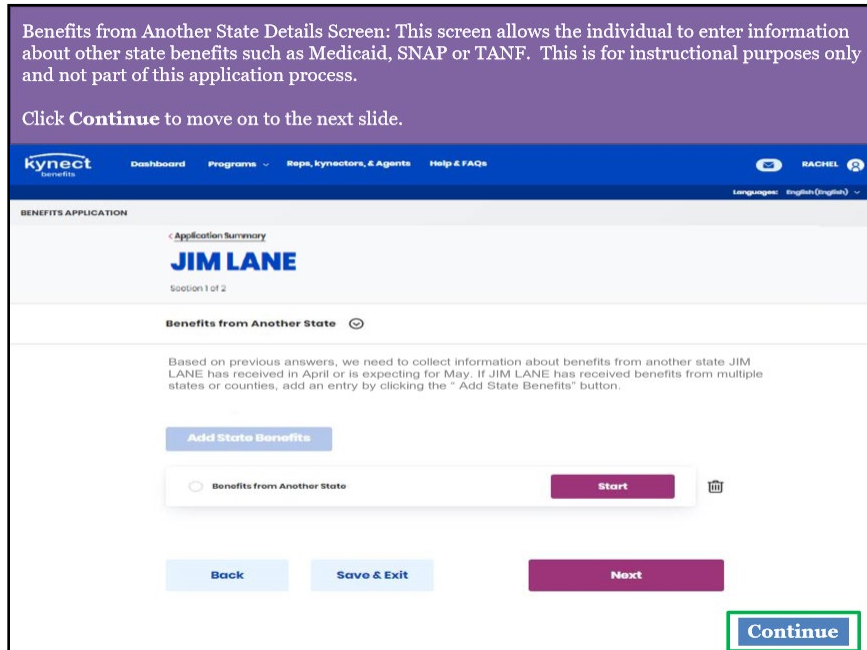 Benefits from Another State Details Screen: This screen allows the individual to enter information
about other state benefits such as Medicaid, SNAP or TANF. This is for instructional purposes only
and not part of this application process.
Click Continue to move on to the next slide.
kynect
benefits
Dashboard Programs Reps, kynectors, & Agents Help & FAQs RACHEL
Languages: English (English)
BENEFITS APPLICATION
< Application Summary
JIM LANE
Section 1 of 2
Benefits from Another State
Based on previous answers, we need to collect information about benefits from another state JIM
LANE has received in April or is expecting for May. If JIM LANE has received benefits from multiple
states or counties, add an entry by clicking the " Add State Benefits" button.
Add State Benefits
Benefits from Another State Start
Back Save & Exit Next
Continue